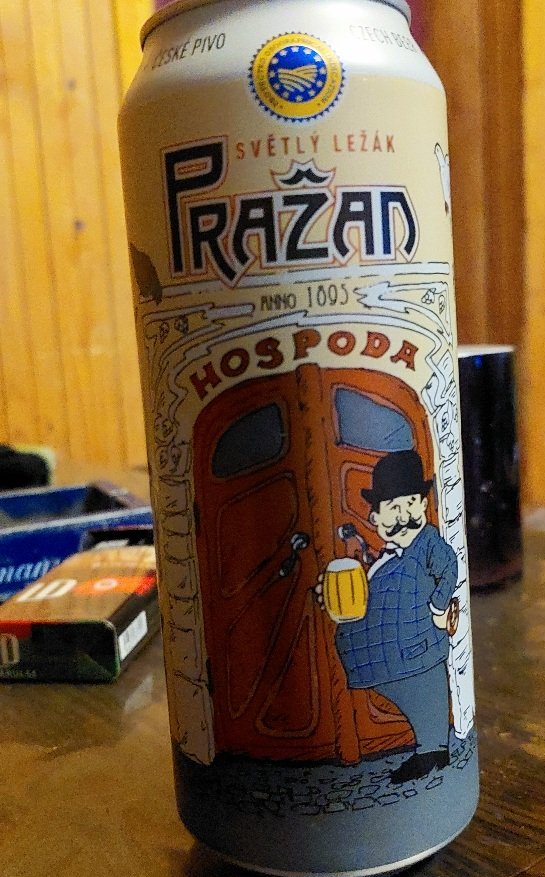 ČESKÉ PIVO
CZECH BEER
SVĚTLÝ LEŽÁK
PRAŽAN
ANNO 1895
HOSPODA